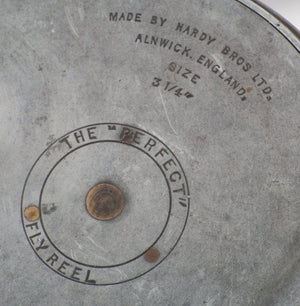 MADE BY HARDY BROS LTD.
ALNWICK, ENGLAND.
SIZE
3 1/4"
"THE "PERFECT"
FLY REEL